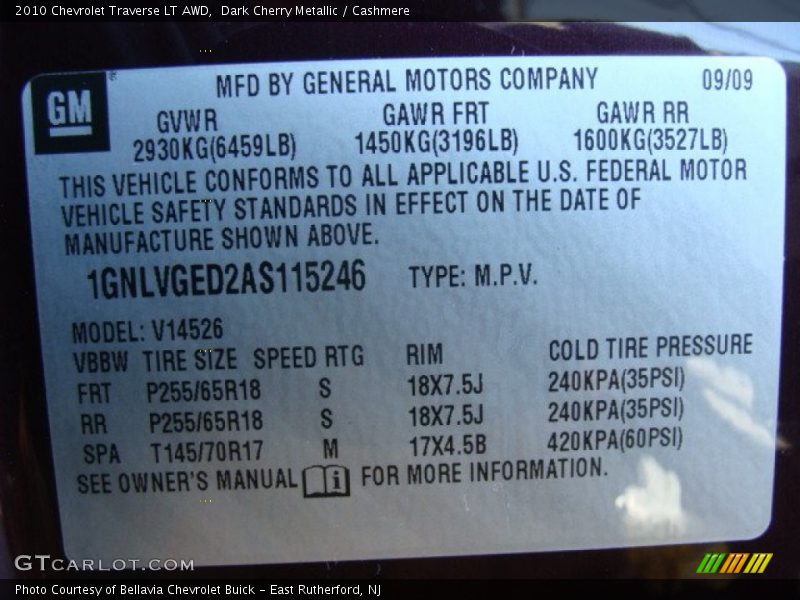 2010 Chevrolet Traverse LT AWD,  Dark Cherry Metallic / Cashmere
GM
®
MFD BY GENERAL MOTORS COMPANY 09/09
GVWR GAWR FRT GAWR RR
2930KG(6459LB) 1450KG(3196LB) 1600KG(3527LB)
THIS VEHICLE CONFORMS TO ALL APPLICABLE U.S. FEDERAL MOTOR
VEHICLE SAFETY STANDARDS IN EFFECT ON THE DATE OF
MANUFACTURE SHOWN ABOVE.
1GNLVGED2AS115246 TYPE: M.P.V.
MODEL: V14526
VBBW TIRE SIZE SPEED RTG RIM COLD TIRE PRESSURE
FRT P255/65R18 S 18X7.5J 240KPA(35PSI)
RR P255/65R18 S 18X7.5J 240KPA(35PSI)
SPA T145/70R17 M 17X4.5B 420KPA(60PSI)
SEE OWNER'S MANUAL i FOR MORE INFORMATION.
GTCARLOT.COM
Photo Courtesy of Bellavia Chevrolet Buick - East Rutherford, NJ